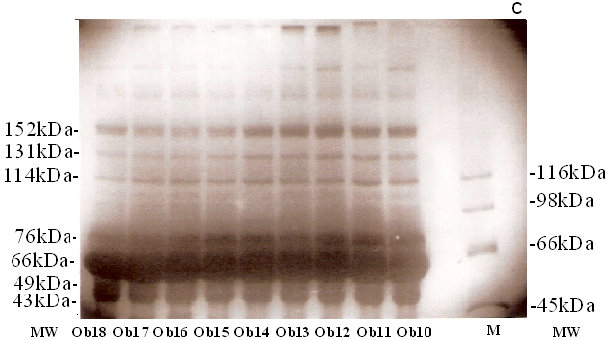 C
152kDa-
131kDa-
114kDa-
76kDa-
66kDa-
49kDa-
43kDa-
-116kDa
-98kDa
-66kDa
-45kDa
MW Ob18 Ob17 Ob16 Ob15 Ob14 Ob13 Ob12 Ob11 Ob10 M MW